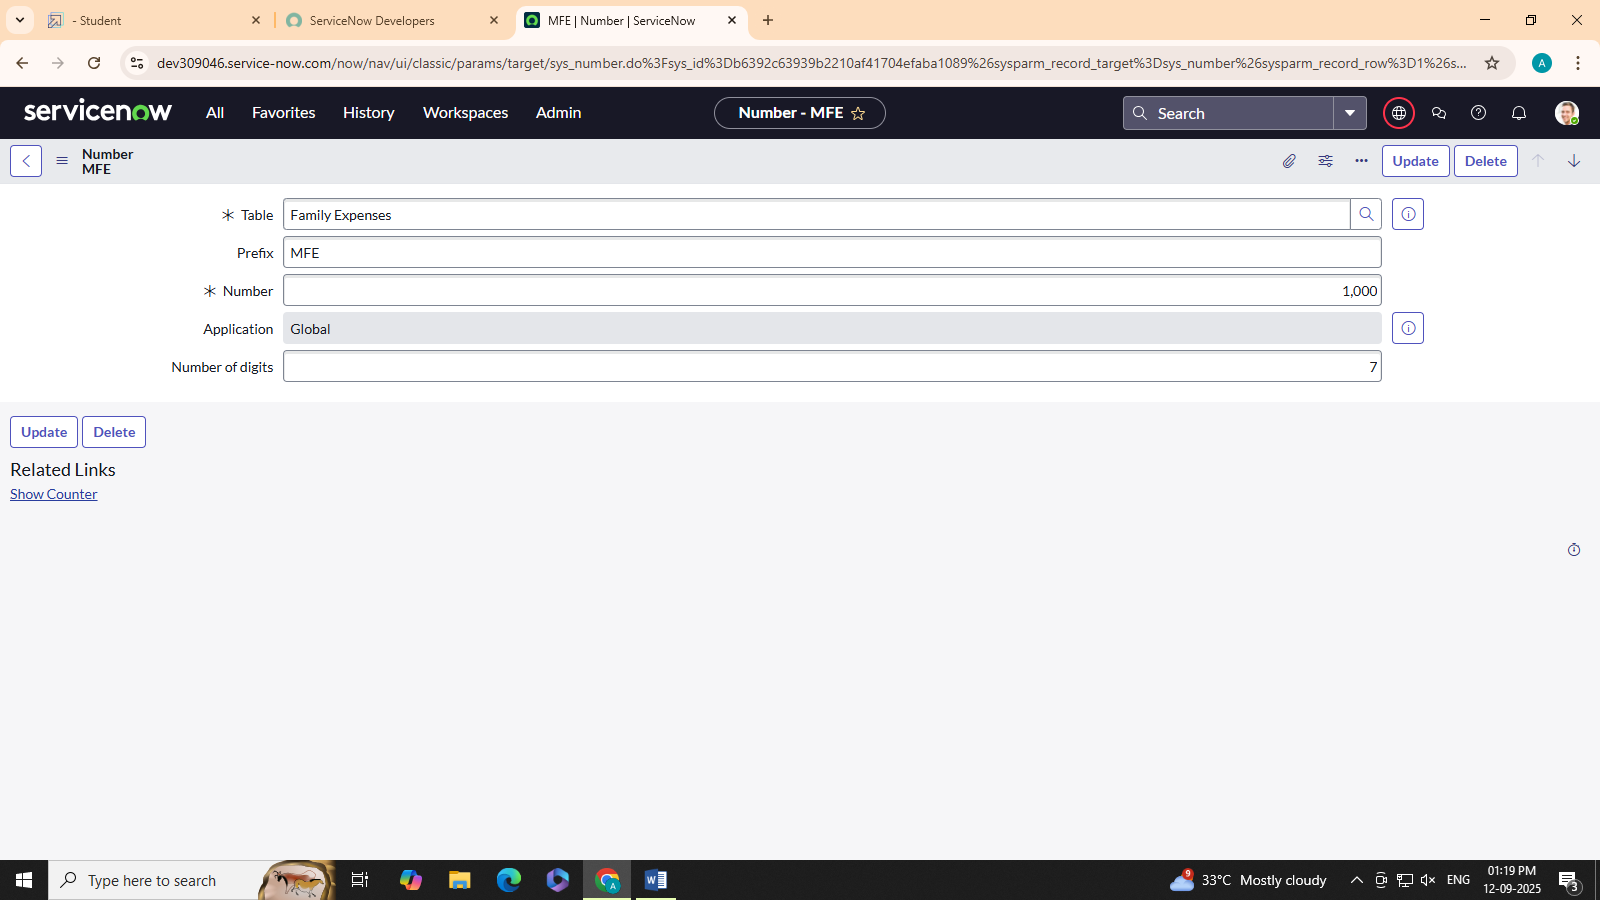 - Student
ServiceNow Developers
MFE | Number | ServiceNow
dev309046.service-now.com/now/nav/ui/classic/params/target/sys_number.do%3Fsys_id%3Db6392c63939b2210af41704efaba1089%26sysparm_record_target%3Dsys_number%26sysparm_record_row%3D1%26s...
A
servicenow
All
Favorites
History
Workspaces
Admin
Number - MFE
Search
Number
MFE
Update
Delete
Table
Family Expenses
Prefix
MFE
Number
1,000
Application
Global
Number of digits
7
Update
Delete
Related Links
Show Counter
Type here to search
A
W
9
33°C Mostly cloudy
ENG
01:19 PM
12-09-2025
3